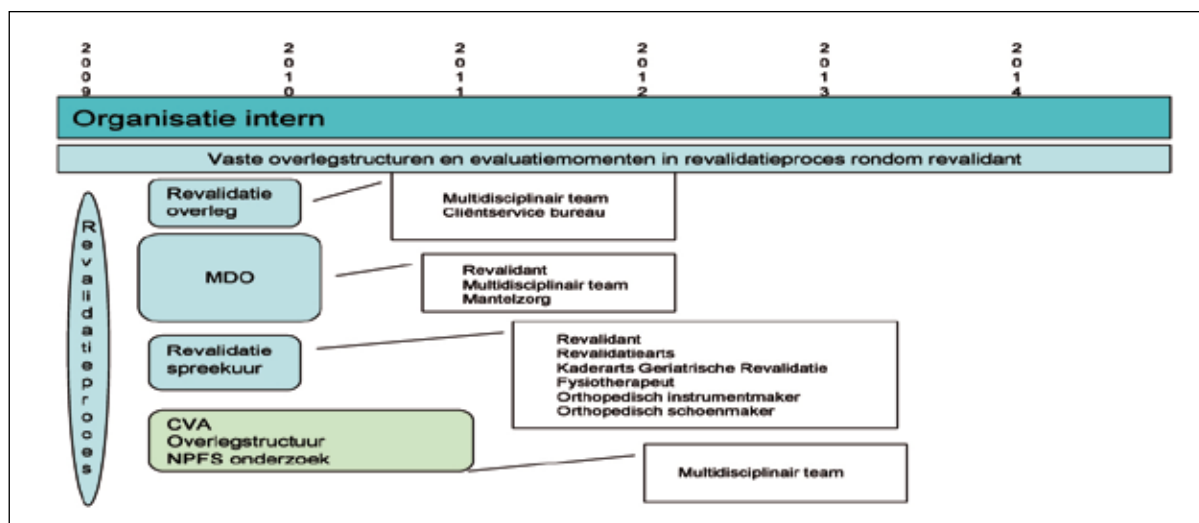 2009 2010 2011 2012 2013 2014
Organisatie intern
Vaste overlegstructuren en evaluatiemomenten in revalidatieproces rondom revalidant
Revalidatieproces
Revalidatie
overleg
Multidisciplinair team
Cliëntservice bureau
MDO
Revalidant
Multidisciplinair team
Mantelzorg
Revalidatie
spreekuur
Revalidant
Revalidatiearts
Kaderarts Geriatrische Revalidatie
Fysiotherapeut
Orthopedisch instrumentmaker
Orthopedisch schoenmaker
CVA
Overlegstructuur
NPFS onderzoek
Multidisciplinair team